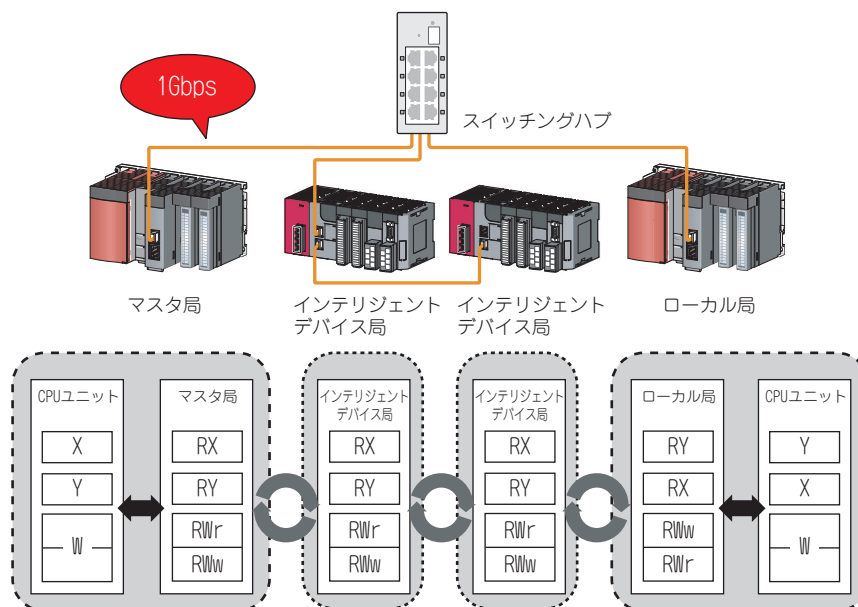 1Gbps
スイッチングハブ
マスタ局
インテリジェント
デバイス局
インテリジェント
デバイス局
ローカル局
CPUユニット
X
Y
W
マスタ局
RX
RY
RWr
RWw
インテリジェント
デバイス局
RX
RY
RWr
RWw
インテリジェント
デバイス局
RX
RY
RWr
RWw
ローカル局
RY
RX
RWw
RWr
CPUユニット
Y
X
W